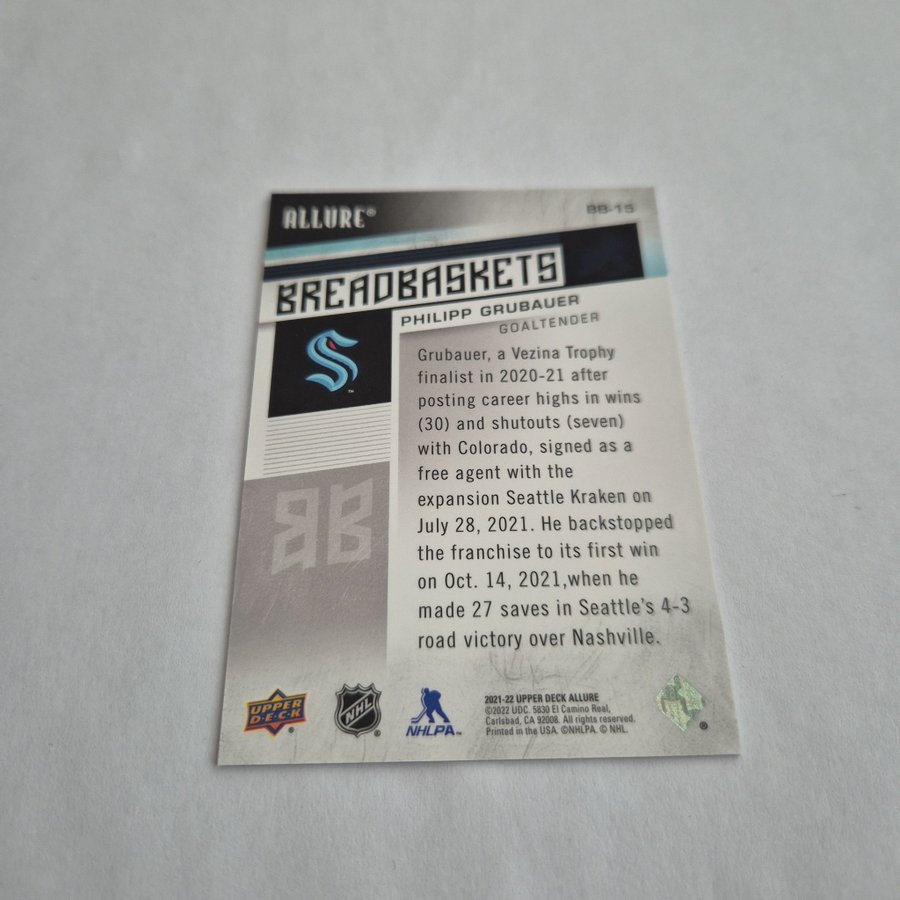 ALLURE®
BB-15
BREADBASKETS
PHILIPP GRUBAUER
GOALTENDER
Grubauer, a Vezina Trophy
finalist in 2020-21 after
posting career highs in wins
(30) and shutouts (seven)
with Colorado, signed as a
free agent with the
expansion Seattle Kraken on
July 28, 2021. He backstopped
the franchise to its first win
on Oct. 14, 2021,when he
made 27 saves in Seattle's 4-3
road victory over Nashville.
BB
UPPER
D·E·C·K
®
NHL
®
NHLPA™
2021-22 UPPER DECK ALLURE
©2022 UDC. 5830 El Camino Real,
Carlsbad, CA 92008. All rights reserved.
Printed in the USA. ©NHLPA. © NHL.
®